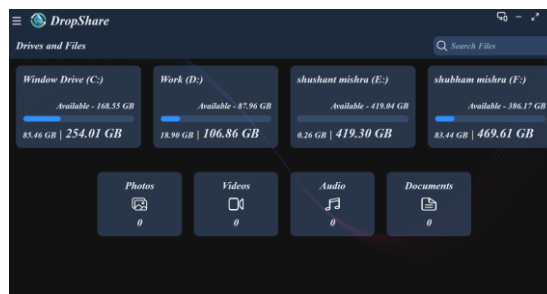 DropShare
Drives and Files
Search Files
Window Drive (C:)
Available - 168.55 GB
85.46 GB | 254.01 GB
Work (D:)
Available - 87.96 GB
18.90 GB | 106.86 GB
shushant mishra (E:)
Available - 419.04 GB
0.26 GB | 419.30 GB
shubham mishra (F:)
Available - 386.17 GB
83.44 GB | 469.61 GB
Photos
0
Videos
0
Audio
0
Documents
0